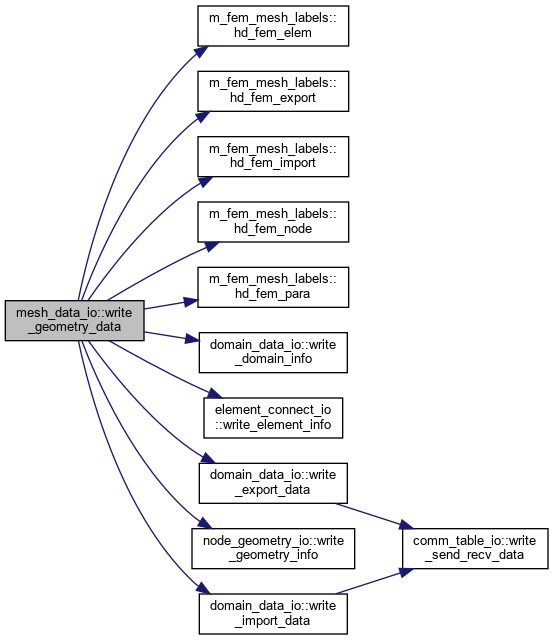 m_fem_mesh_labels::
hd_fem_elem
m_fem_mesh_labels::
hd_fem_export
m_fem_mesh_labels::
hd_fem_import
m_fem_mesh_labels::
hd_fem_node
m_fem_mesh_labels::
hd_fem_para
mesh_data_io::write
_geometry_data
domain_data_io::write
_domain_info
element_connect_io
::write_element_info
domain_data_io::write
_export_data
node_geometry_io::write
_geometry_info
comm_table_io::write
_send_recv_data
domain_data_io::write
_import_data